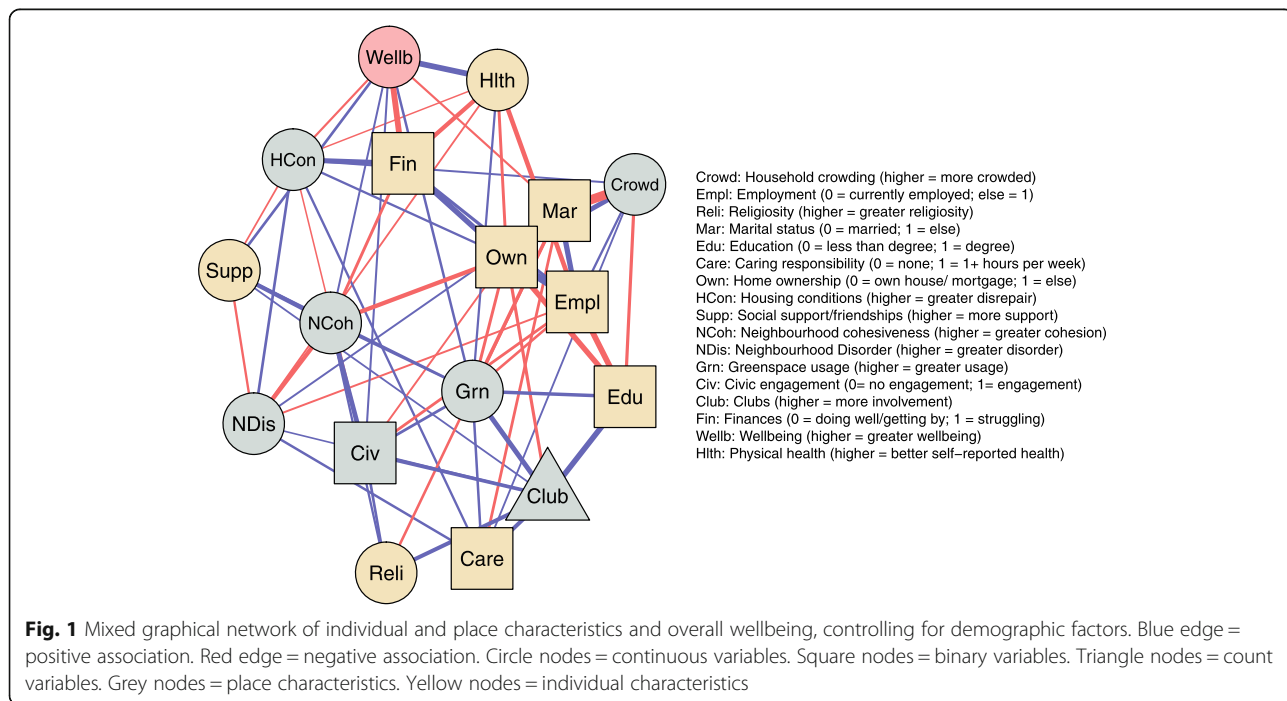 Wellb
Hlth
HCon
Fin
Crowd
Mar
Own
Supp
Empl
NCoh
Grn
Edu
NDis
Civ
Club
Care
Reli
Crowd: Household crowding (higher = more crowded)
Empl: Employment (0 = currently employed; else = 1)
Reli: Religiosity (higher = greater religiosity)
Mar: Marital status (0 = married; 1 = else)
Edu: Education (0 = less than degree; 1 = degree)
Care: Caring responsibility (0 = none; 1 = 1+ hours per week)
Own: Home ownership (0 = own house/ mortgage; 1 = else)
HCon: Housing conditions (higher = greater disrepair)
Supp: Social support/friendships (higher = more support)
NCoh: Neighbourhood cohesiveness (higher = greater cohesion)
NDis: Neighbourhood Disorder (higher = greater disorder)
Grn: Greenspace usage (higher = greater usage)
Civ: Civic engagement (0= no engagement; 1= engagement)
Club: Clubs (higher = more involvement)
Fin: Finances (0 = doing well/getting by; 1 = struggling)
Wellb: Wellbeing (higher = greater wellbeing)
Hlth: Physical health (higher = better self−reported health)
Fig. 1 Mixed graphical network of individual and place characteristics and overall wellbeing, controlling for demographic factors. Blue edge =
positive association. Red edge = negative association. Circle nodes = continuous variables. Square nodes = binary variables. Triangle nodes = count
variables. Grey nodes = place characteristics. Yellow nodes = individual characteristics